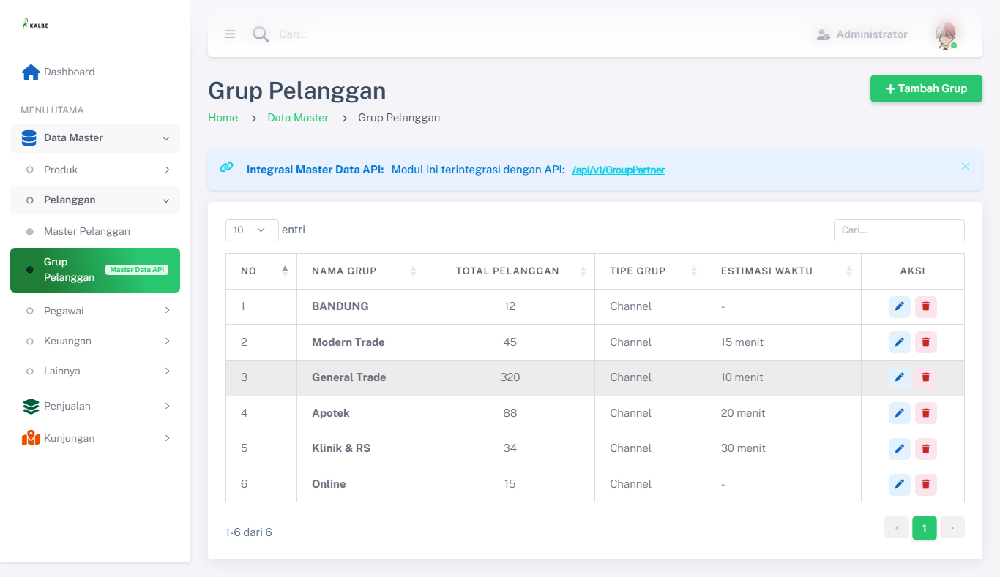 KALBE
Dashboard
MENU UTAMA
Data Master
Produk
Pelanggan
Master Pelanggan
Grup
Pelanggan
Master Data API
Pegawai
Keuangan
Lainnya
Penjualan
Kunjungan
Cari...
Administrator
Grup Pelanggan
+ Tambah Grup
Home > Data Master > Grup Pelanggan
Integrasi Master Data API: Modul ini terintegrasi dengan API: /api/v1/GroupPartner
10 entri
Cari...
NO NAMA GRUP TOTAL PELANGGAN TIPE GRUP ESTIMASI WAKTU AKSI
1 BANDUNG 12 Channel -
2 Modern Trade 45 Channel 15 menit
3 General Trade 320 Channel 10 menit
4 Apotek 88 Channel 20 menit
5 Klinik & RS 34 Channel 30 menit
6 Online 15 Channel -
1-6 dari 6
‹ 1 ›